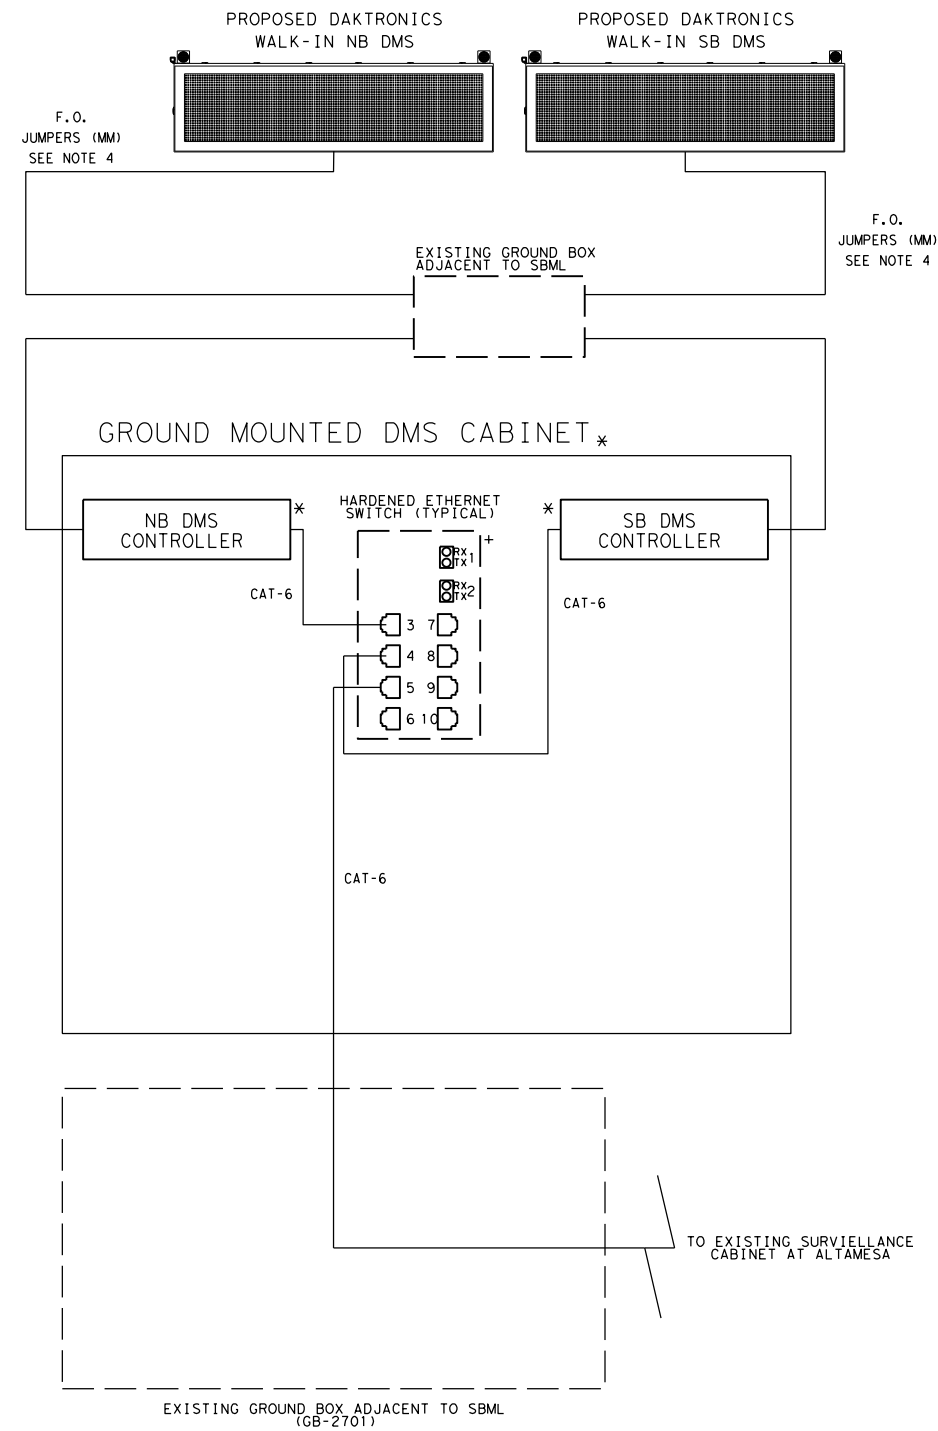 PROPOSED DAKTRONICS
WALK-IN NB DMS
PROPOSED DAKTRONICS
WALK-IN SB DMS
F.O.
JUMPERS (MM)
SEE NOTE 4
F.O.
JUMPERS (MM)
SEE NOTE 4
EXISTING GROUND BOX
ADJACENT TO SBML
GROUND MOUNTED DMS CABINET*
NB DMS
CONTROLLER
*
HARDENED ETHERNET
SWITCH (TYPICAL)
+
*
SB DMS
CONTROLLER
RX
TX
1
RX
TX
2
CAT-6
CAT-6
3 7
4 8
5 9
6 10
CAT-6
TO EXISTING SURVIELLANCE
CABINET AT ALTAMESA
EXISTING GROUND BOX ADJACENT TO SBML
(GB-2701)